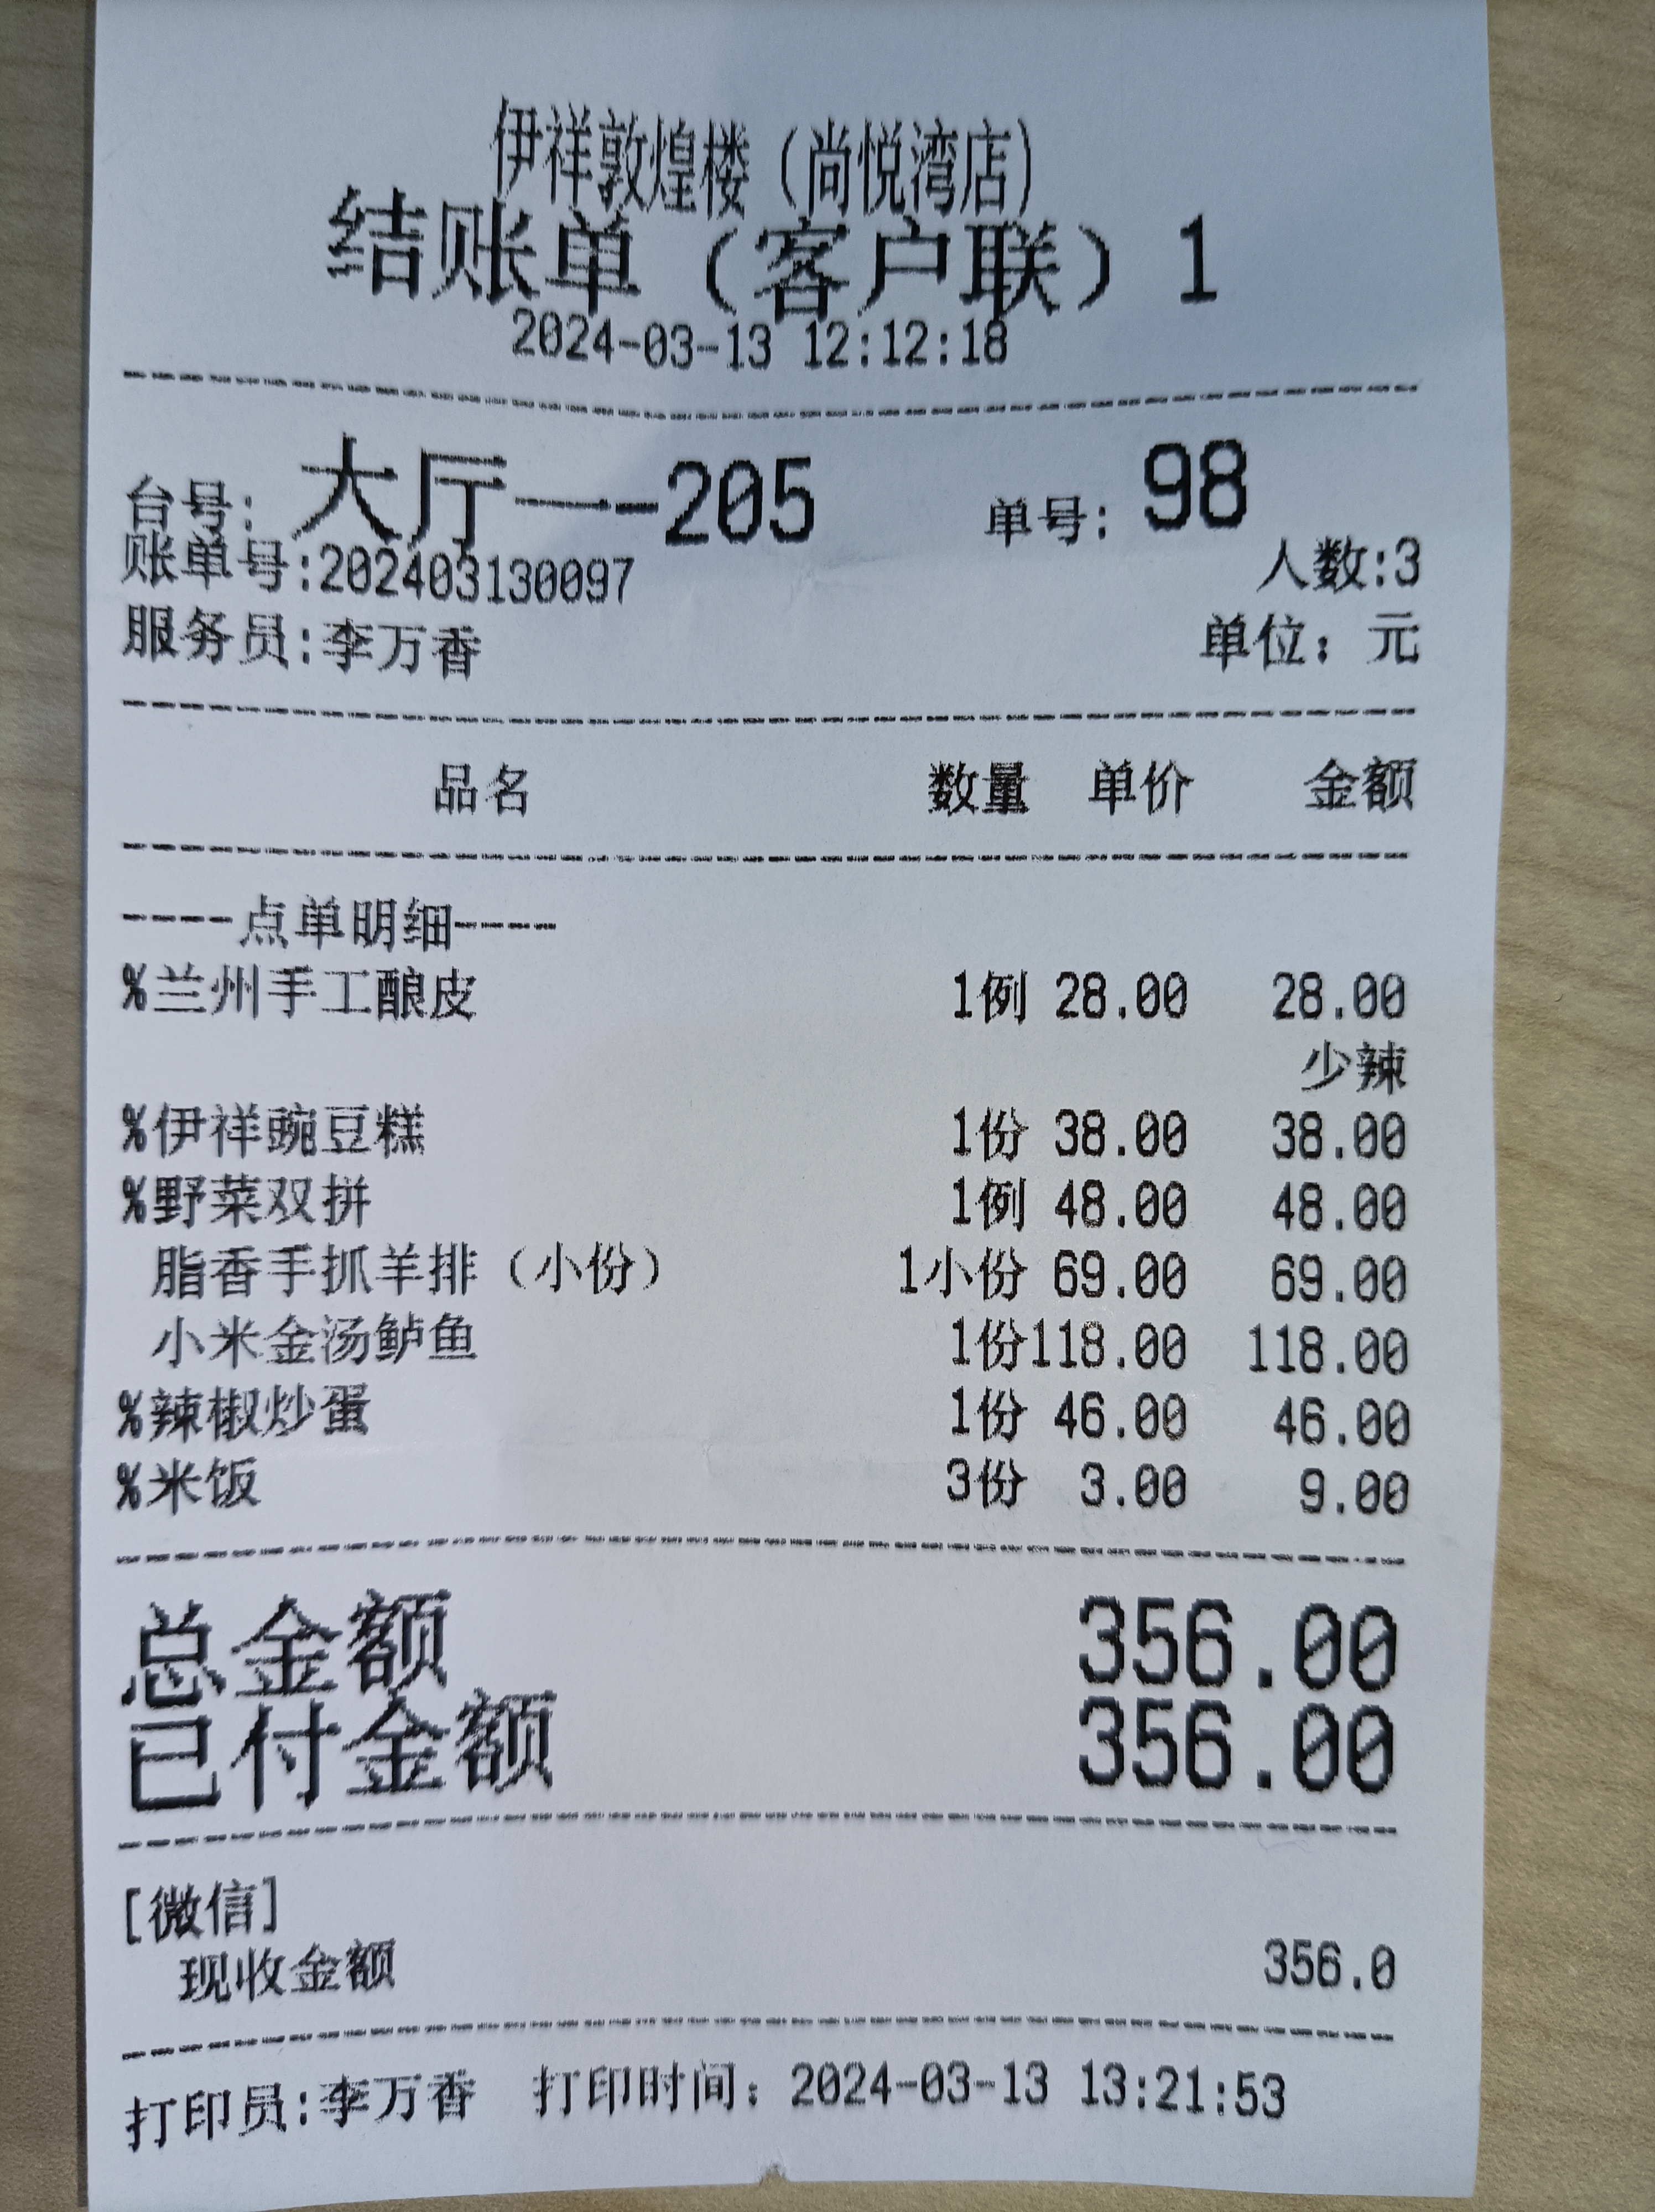 伊祥敦煌楼（尚悦湾店）
结账单（客户联）1
2024-03-13 12:12:18
台号: 大厅一-205 单号: 98
账单号:202403130097 人数:3
服务员:李万香 单位: 元
品名 数量 单价 金额
----点单明细----
%兰州手工酿皮 1例 28.00 28.00
少辣
%伊祥豌豆糕 1份 38.00 38.00
%野菜双拼 1例 48.00 48.00
脂香手抓羊排（小份） 1小份 69.00 69.00
小米金汤鲈鱼 1份118.00 118.00
%辣椒炒蛋 1份 46.00 46.00
%米饭 3份 3.00 9.00
总金额 356.00
已付金额 356.00
[微信]
现收金额 356.0
打印员:李万香 打印时间: 2024-03-13 13:21:53